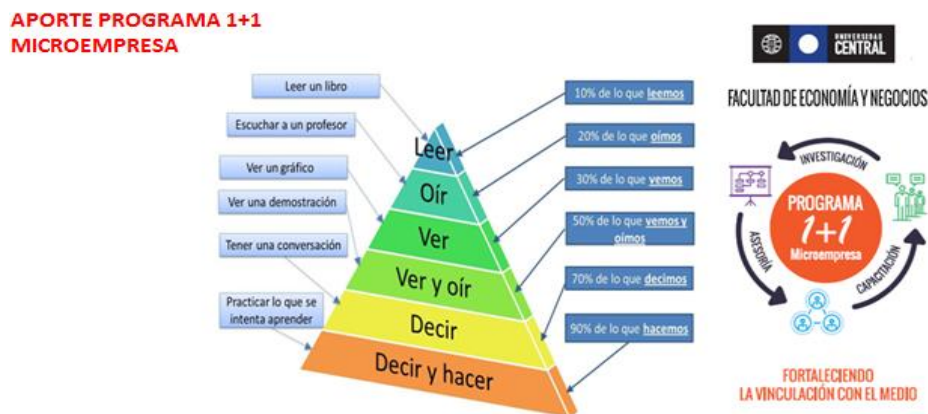 APORTE PROGRAMA 1+1
MICROEMPRESA
Leer un libro
Escuchar a un profesor
Ver un gráfico
Ver una demostración
Tener una conversación
Practicar lo que se
intenta aprender
Leer
Oír
Ver
Ver y oír
Decir
Decir y hacer
10% de lo que leemos
20% de lo que oímos
30% de lo que vemos
50% de lo que vemos y
oímos
70% de lo que decimos
90% de lo que hacemos
UNIVERSIDAD
CENTRAL
FACULTAD DE ECONOMÍA Y NEGOCIOS
INVESTIGACIÓN
ASESORÍA
CAPACITACIÓN
PROGRAMA
1+1
Microempresa
FORTALECIENDO
LA VINCULACIÓN CON EL MEDIO